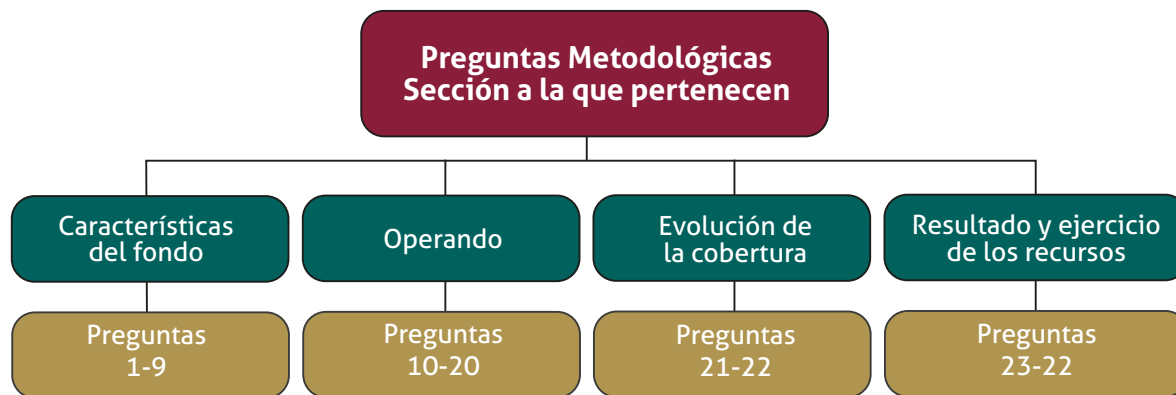 Preguntas Metodológicas
Sección a la que pertenecen
Características
del fondo
Operando
Evolución de
la cobertura
Resultado y ejercicio
de los recursos
Preguntas
1-9
Preguntas
10-20
Preguntas
21-22
Preguntas
23-22